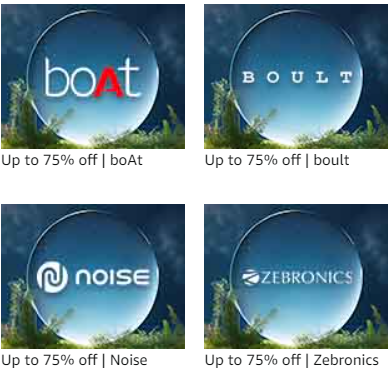 boAt
BOULT
Up to 75% off | boAt
Up to 75% off | boult
noise
ZEBRONICS
Up to 75% off | Noise
Up to 75% off | Zebronics